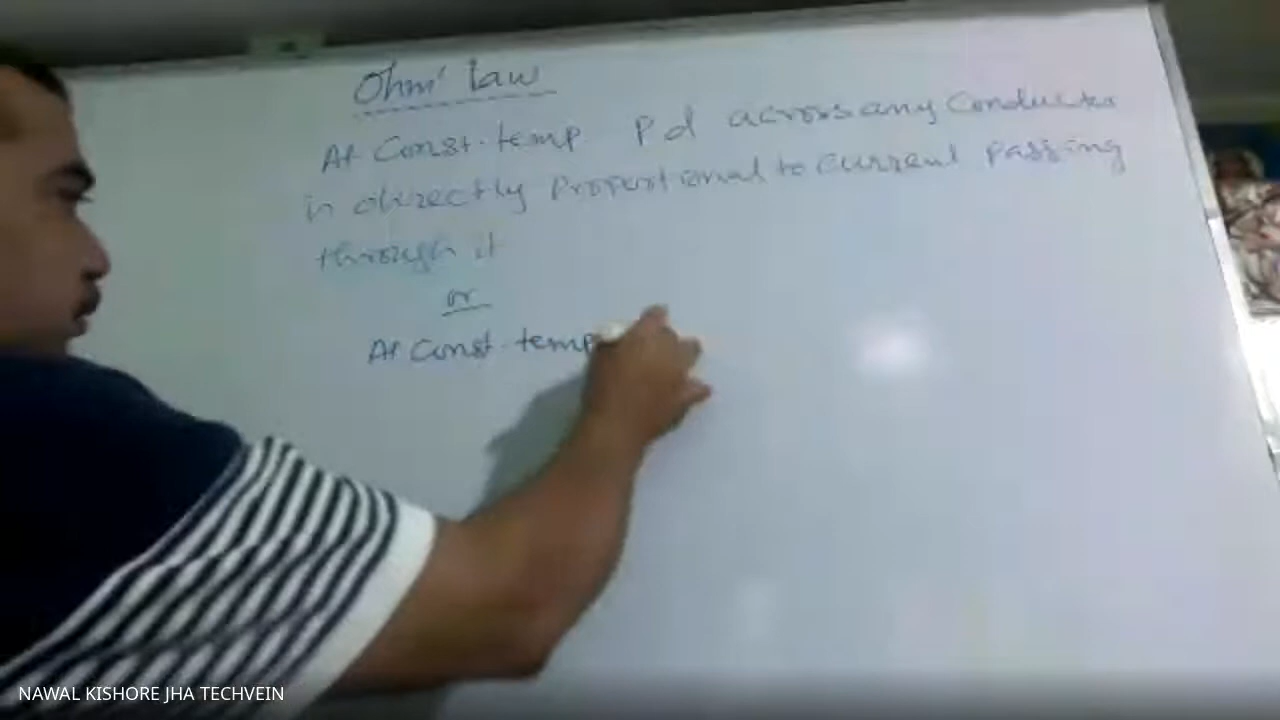 Ohm' Law
At Const. temp Pd across any Conductor
is directly Proportional to current passing
through it
or
At Const. temp
NAWAL KISHORE JHA TECHVEIN